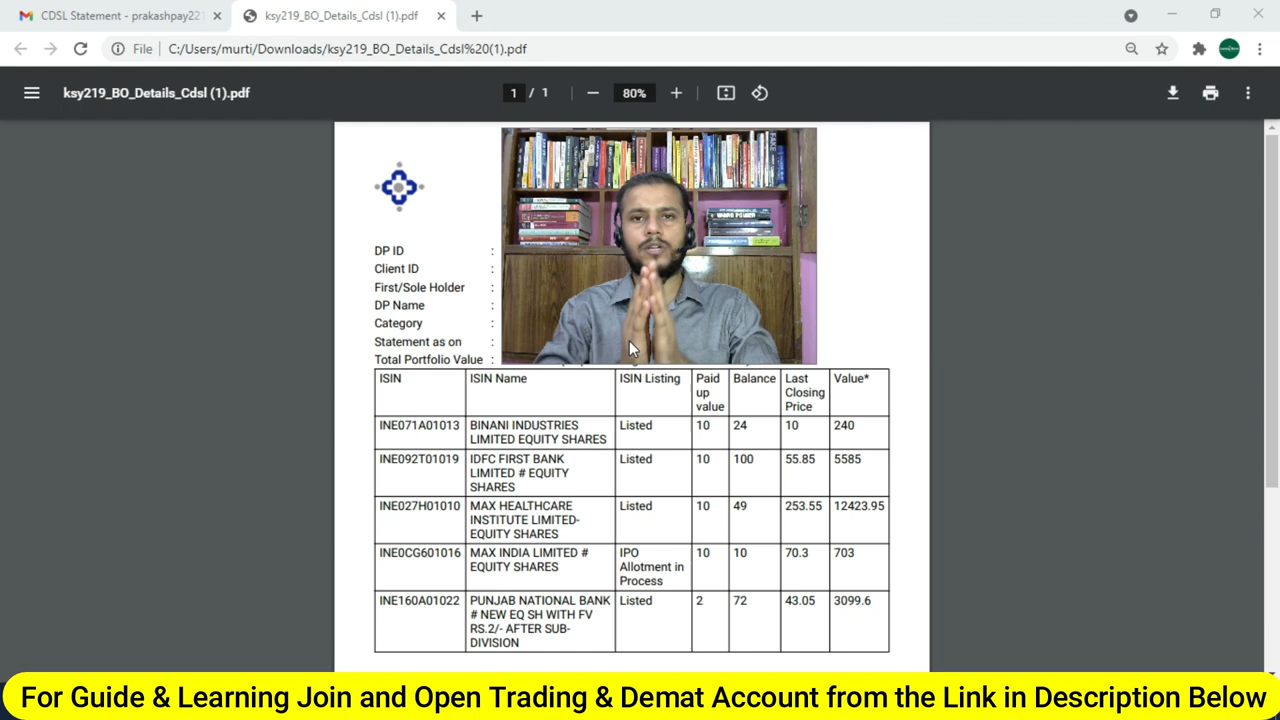 CDSL Statement - prakashpay221
ksy219_BO_Details_Cdsl (1).pdf
File
C:/Users/murti/Downloads/ksy219_BO_Details_Cdsl%20(1).pdf
ksy219_BO_Details_Cdsl (1).pdf
1 / 1
80%
DP ID :
Client ID :
First/Sole Holder :
DP Name :
Category :
Statement as on :
Total Portfolio Value :
ISIN ISIN Name ISIN Listing Paid up value Balance Last Closing Price Value*
INE071A01013 BINANI INDUSTRIES LIMITED EQUITY SHARES Listed 10 24 10 240
INE092T01019 IDFC FIRST BANK LIMITED # EQUITY SHARES Listed 10 100 55.85 5585
INE027H01010 MAX HEALTHCARE INSTITUTE LIMITED- EQUITY SHARES Listed 10 49 253.55 12423.95
INE0CG601016 MAX INDIA LIMITED # EQUITY SHARES IPO Allotment in Process 10 10 70.3 703
INE160A01022 PUNJAB NATIONAL BANK # NEW EQ SH WITH FV RS.2/- AFTER SUB-DIVISION Listed 2 72 43.05 3099.6
For Guide & Learning Join and Open Trading & Demat Account from the Link in Description Below